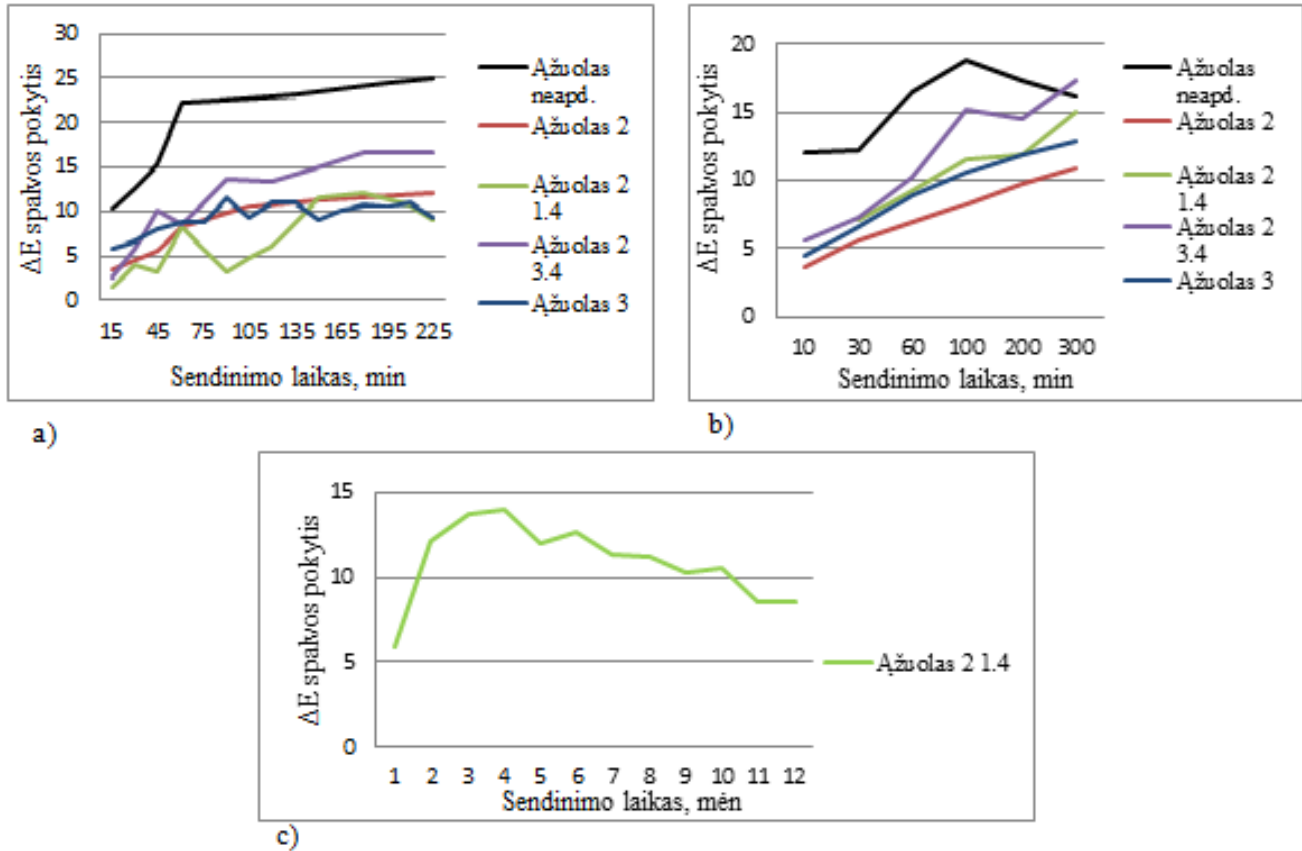 ΔE spalvos pokytis
30
25
20
15
10
5
0
15 45 75 105 135 165 195 225
Sendinimo laikas, min
Ąžuolas
neapd.
Ąžuolas 2
Ąžuolas 2
1.4
Ąžuolas 2
3.4
Ąžuolas 3
a)
ΔE spalvos pokytis
20
15
10
5
0
10 30 60 100 200 300
Sendinimo laikas, min
Ąžuolas
neapd.
Ąžuolas 2
Ąžuolas 2
1.4
Ąžuolas 2
3.4
Ąžuolas 3
b)
ΔE spalvos pokytis
15
10
5
0
1 2 3 4 5 6 7 8 9 10 11 12
Sendinimo laikas, mėn
Ąžuolas 2 1.4
c)